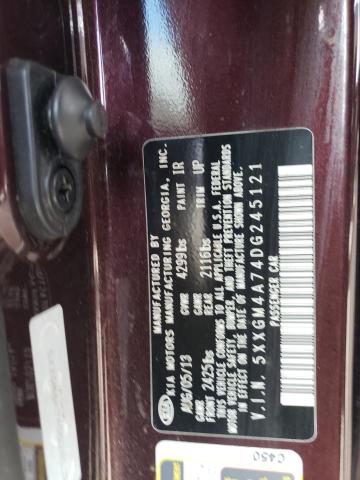 KIA
MANUFACTURED BY
KIA MOTORS MANUFACTURING GEORGIA, INC.
AUG/05/13 GVWR 4299lbs PAINT IR
GAWR FRONT 2425lbs GAWR REAR 2116lbs TRIM UP
THIS VEHICLE CONFORMS TO ALL APPLICABLE U.S.A. FEDERAL
MOTOR VEHICLE SAFETY, BUMPER, AND THEFT PREVENTION STANDARDS
IN EFFECT ON THE DATE OF MANUFACTURE SHOWN ABOVE.
V.I.N. 5XXGM4A74DG245121
PASSENGER CAR
C450